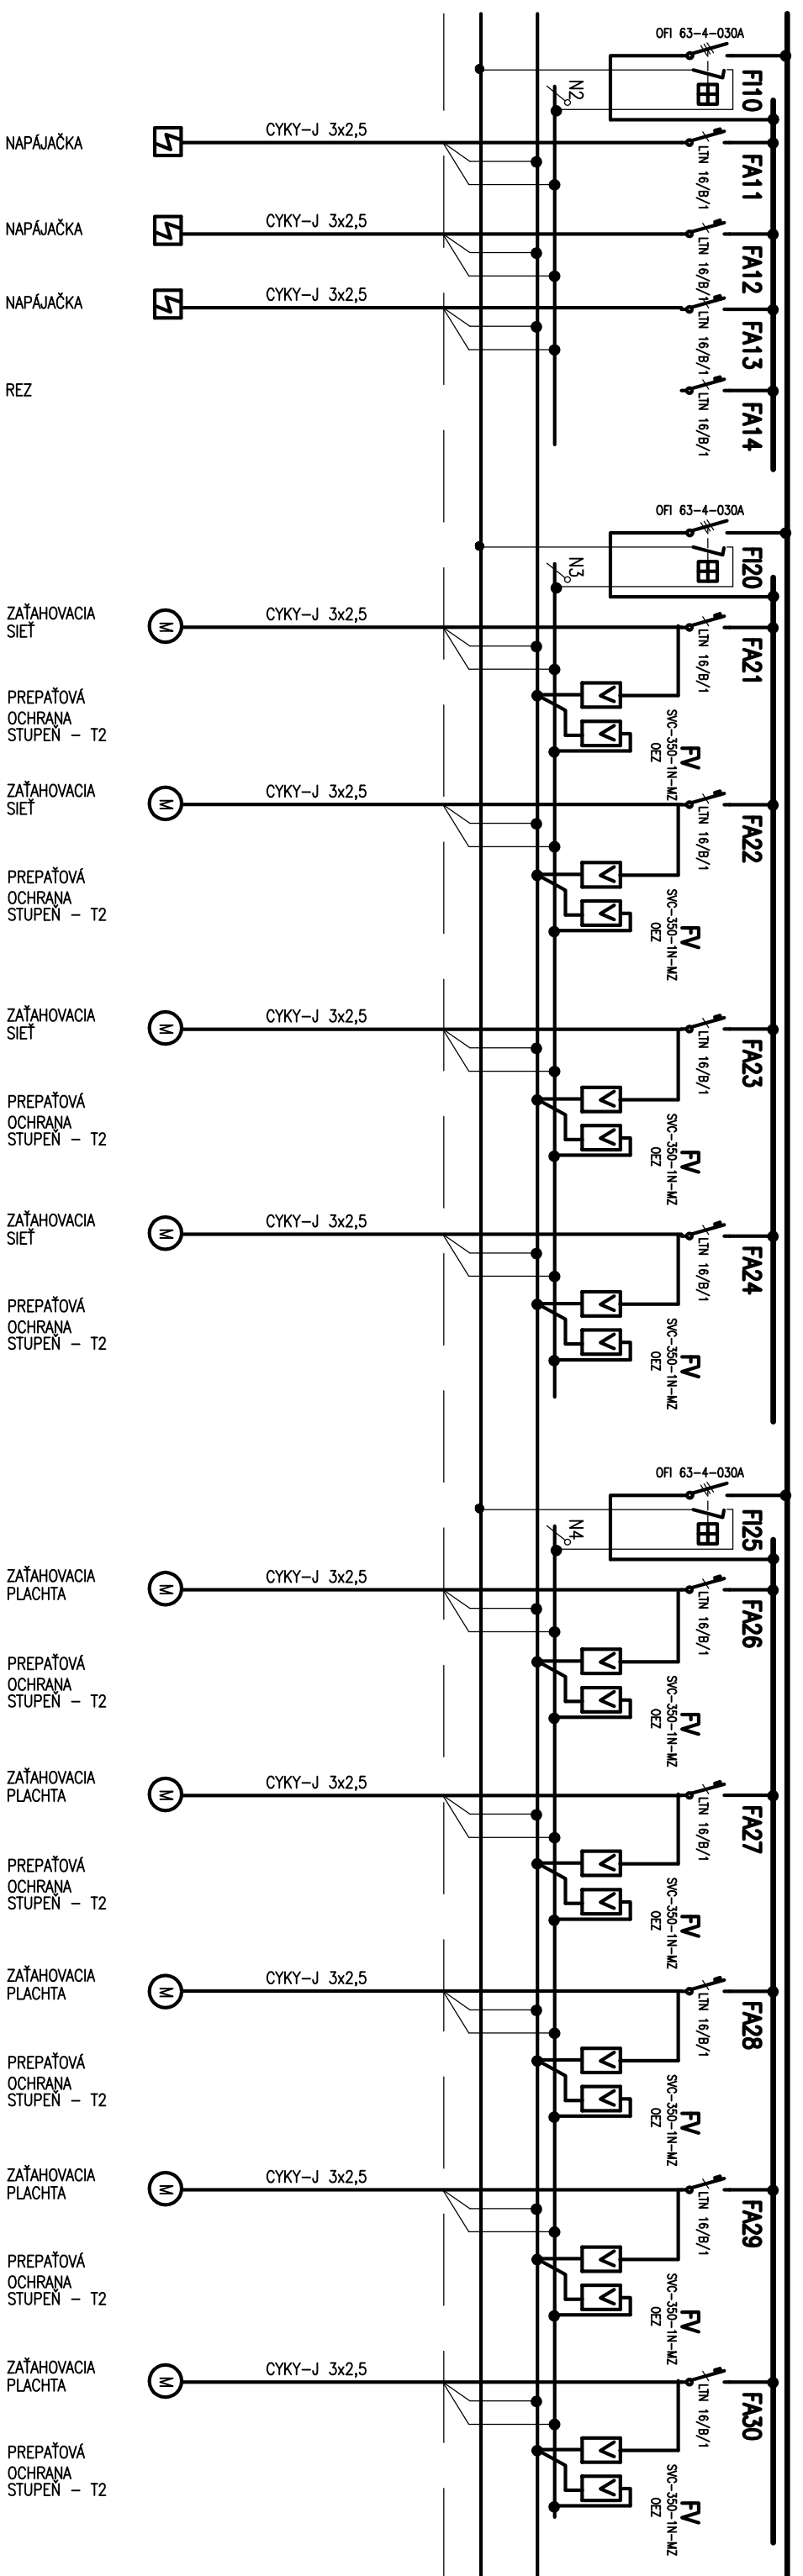 OFI 63-4-030A
FI10
N2
NAPÁJAČKA
CYKY-J 3x2,5
LTN 16/B/1
FA11
NAPÁJAČKA
CYKY-J 3x2,5
LTN 16/B/1
FA12
NAPÁJAČKA
CYKY-J 3x2,5
LTN 16/B/1
FA13
REZ
LTN 16/B/1
FA14
OFI 63-4-030A
FI20
N3
ZAŤAHOVACIA
SIEŤ
M
CYKY-J 3x2,5
LTN 16/B/1
FA21
PREPAŤOVÁ
OCHRANA
STUPEŇ - T2
FV
SVC-350-1N-MZ
OEZ
ZAŤAHOVACIA
SIEŤ
M
CYKY-J 3x2,5
LTN 16/B/1
FA22
PREPAŤOVÁ
OCHRANA
STUPEŇ - T2
FV
SVC-350-1N-MZ
OEZ
ZAŤAHOVACIA
SIEŤ
M
CYKY-J 3x2,5
LTN 16/B/1
FA23
PREPAŤOVÁ
OCHRANA
STUPEŇ - T2
FV
SVC-350-1N-MZ
OEZ
ZAŤAHOVACIA
SIEŤ
M
CYKY-J 3x2,5
LTN 16/B/1
FA24
PREPAŤOVÁ
OCHRANA
STUPEŇ - T2
FV
SVC-350-1N-MZ
OEZ
OFI 63-4-030A
FI25
N4
ZAŤAHOVACIA
PLACHTA
M
CYKY-J 3x2,5
LTN 16/B/1
FA26
PREPAŤOVÁ
OCHRANA
STUPEŇ - T2
FV
SVC-350-1N-MZ
OEZ
ZAŤAHOVACIA
PLACHTA
M
CYKY-J 3x2,5
LTN 16/B/1
FA27
PREPAŤOVÁ
OCHRANA
STUPEŇ - T2
FV
SVC-350-1N-MZ
OEZ
ZAŤAHOVACIA
PLACHTA
M
CYKY-J 3x2,5
LTN 16/B/1
FA28
PREPAŤOVÁ
OCHRANA
STUPEŇ - T2
FV
SVC-350-1N-MZ
OEZ
ZAŤAHOVACIA
PLACHTA
M
CYKY-J 3x2,5
LTN 16/B/1
FA29
PREPAŤOVÁ
OCHRANA
STUPEŇ - T2
FV
SVC-350-1N-MZ
OEZ
ZAŤAHOVACIA
PLACHTA
M
CYKY-J 3x2,5
LTN 16/B/1
FA30
PREPAŤOVÁ
OCHRANA
STUPEŇ - T2
FV
SVC-350-1N-MZ
OEZ